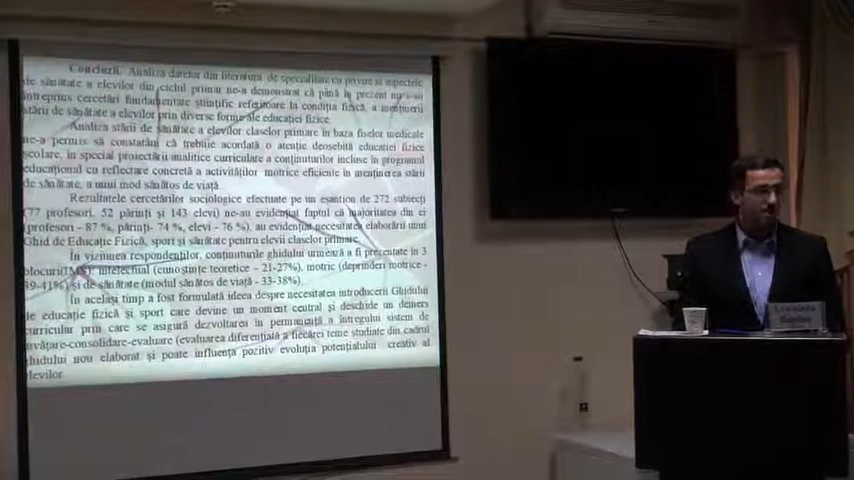 Concluzii. Analiza datelor din literatura de specialitate cu privire la aspectele
de sănătate a elevilor din ciclul primar ne-a demonstrat că până în prezent nu s-au
întreprins cercetări fundamentate științific referitoare la condiția fizică, a menținerii
stării de sănătate a elevilor prin diverse forme ale educației fizice.
Analiza stării de sănătate a elevilor claselor primare în baza fișelor medicale
ne-a permis să constatăm că trebuie acordată o atenție deosebită educației fizice
școlare, în special proiectării analitice curriculare a conținuturilor incluse în programul
educațional cu reflectare concretă a activităților motrice eficiente în menținerea stării
de sănătate, a unui mod sănătos de viață.
Rezultatele cercetărilor sociologice efectuate pe un eșantion de 272 subiecți
(77 profesori, 52 părinți și 143 elevi) ne-au evidențiat faptul că majoritatea din ei
(profesori - 87 %, părinți- 74 %, elevi - 76 %), au evidențiat necesitatea elaborării unui
Ghid de Educație Fizică, sport și sănătate pentru elevii claselor primare.
În viziunea respondenților, conținuturile ghidului urmează a fi prezentate în 3
blocuri(IMS): intelectual (cunoștințe teoretice - 21-27%), motric (deprinderi motrice -
39-41%) și de sănătate (modul sănătos de viață - 33-38%).
În același timp a fost formulată ideea despre necesitatea introducerii Ghidului
de educație fizică și sport care devine un moment central și deschide un demers
curricular prin care se asigură dezvoltarea în permanență a întregului sistem de
învățare-consolidare-evaluare (evaluarea diferențiată a fiecărei teme studiate din cadrul
ghidului nou elaborat și poate influența pozitiv evoluția potențialului creativ al
elevilor.